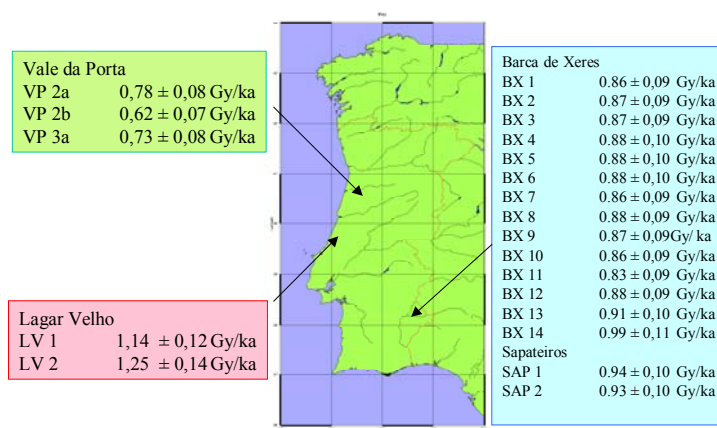 Vale da Porta
VP 2a 0,78 ± 0,08 Gy/ka
VP 2b 0,62 ± 0,07 Gy/ka
VP 3a 0,73 ± 0,08 Gy/ka
Lagar Velho
LV 1 1,14 ± 0,12 Gy/ka
LV 2 1,25 ± 0,14 Gy/ka
Barca de Xeres
BX 1 0.86 ± 0,09 Gy/ka
BX 2 0.87 ± 0,09 Gy/ka
BX 3 0.87 ± 0,09 Gy/ka
BX 4 0.88 ± 0,10 Gy/ka
BX 5 0.88 ± 0,10 Gy/ka
BX 6 0.88 ± 0,10 Gy/ka
BX 7 0.86 ± 0,09 Gy/ka
BX 8 0.88 ± 0,09 Gy/ka
BX 9 0.87 ± 0,09Gy/ ka
BX 10 0.86 ± 0,09 Gy/ka
BX 11 0.83 ± 0,09 Gy/ka
BX 12 0.88 ± 0,09 Gy/ka
BX 13 0.91 ± 0,10 Gy/ka
BX 14 0.99 ± 0,11 Gy/ka
Sapateiros
SAP 1 0.94 ± 0,10 Gy/ka
SAP 2 0.93 ± 0,10 Gy/ka